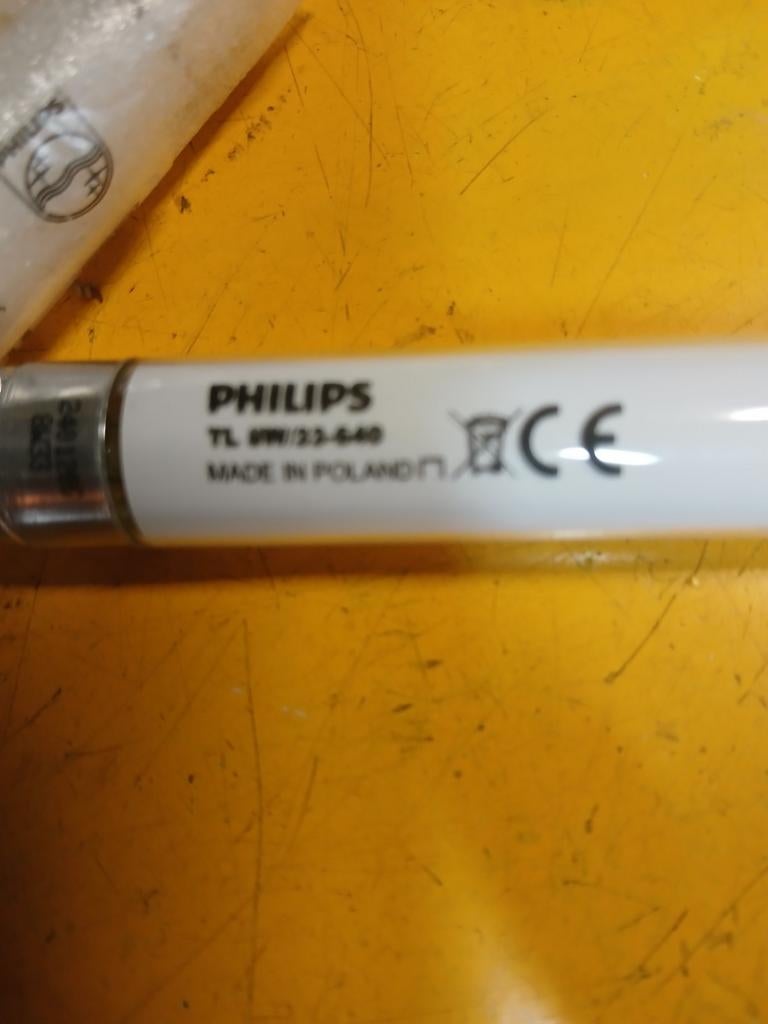 PHILIPS
TL 8W/33-640
MADE IN POLAND
CE